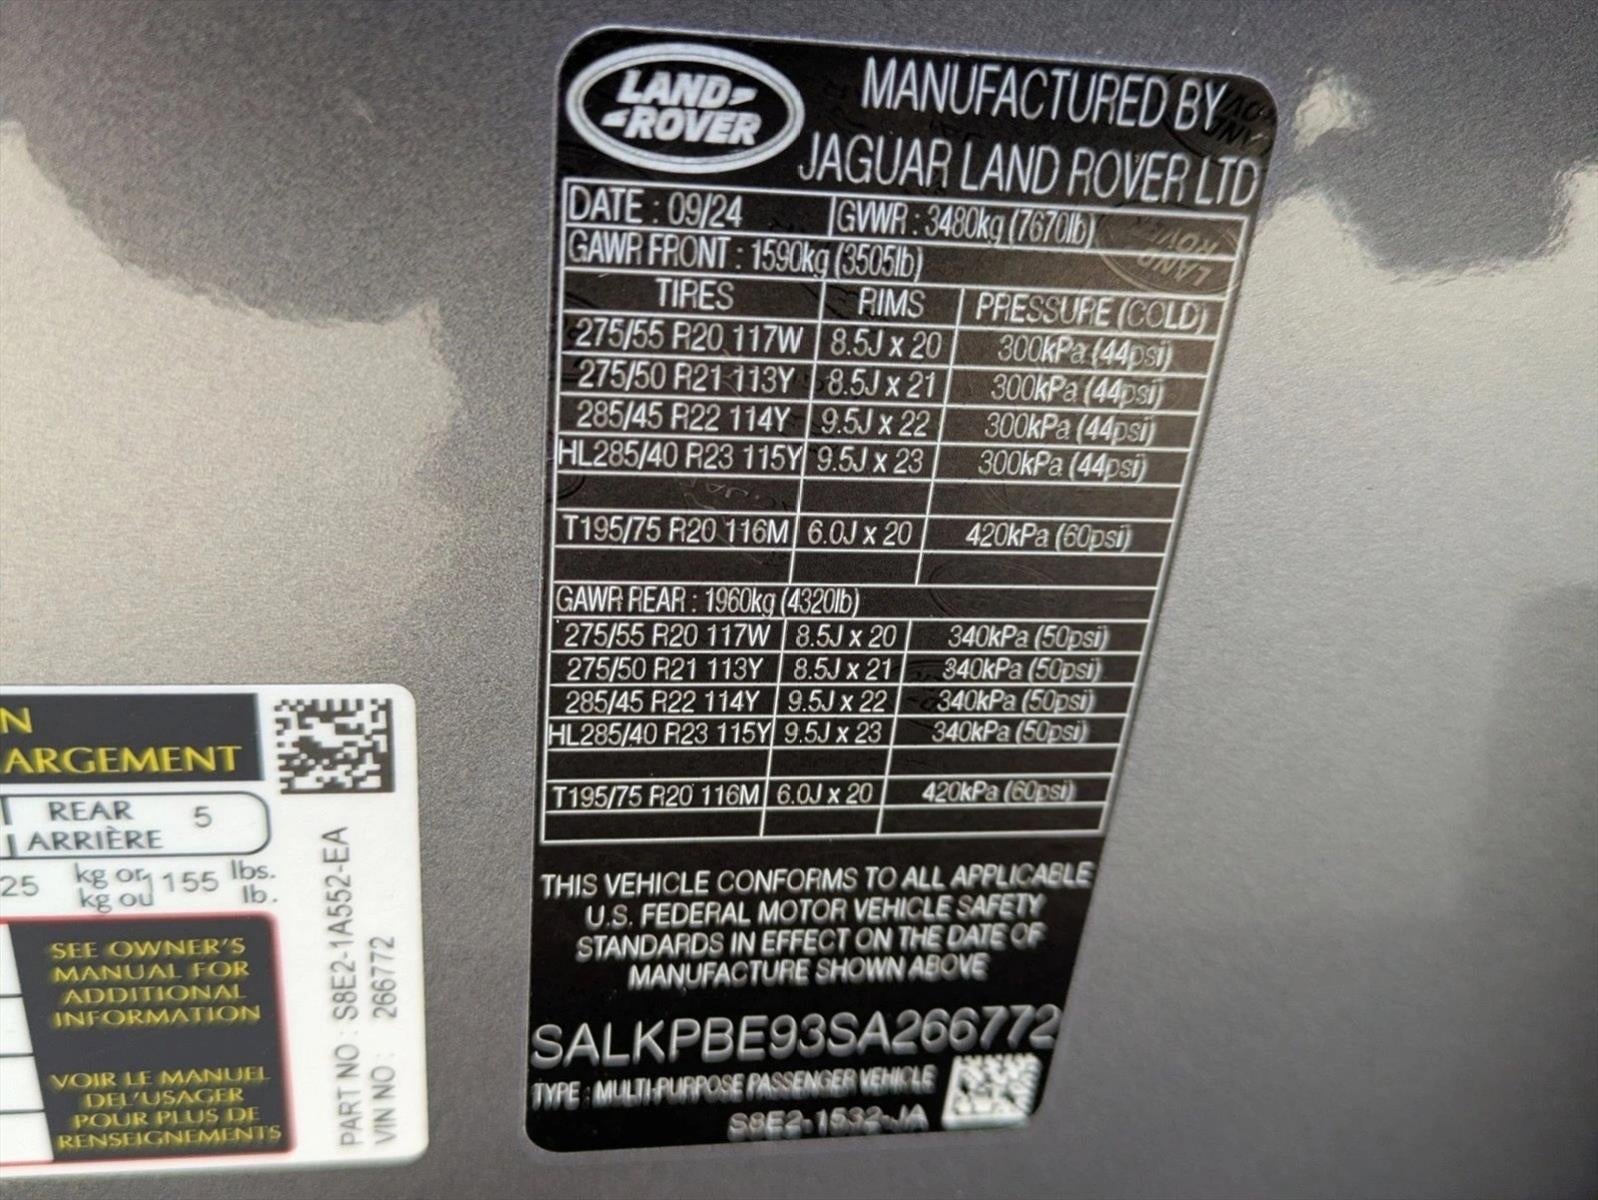 LAND
ROVER
MANUFACTURED BY
JAGUAR LAND ROVER LTD
DATE : 09/24 GVWR : 3480kg (7670lb)
GAWR FRONT : 1590kg (3505lb)
TIRES RIMS PRESSURE (COLD)
275/55 R20 117W 8.5J x 20 300kPa (44psi)
275/50 R21 113Y 8.5J x 21 300kPa (44psi)
285/45 R22 114Y 9.5J x 22 300kPa (44psi)
HL285/40 R23 115Y 9.5J x 23 300kPa (44psi)
T195/75 R20 116M 6.0J x 20 420kPa (60psi)
GAWR REAR : 1960kg (4320lb)
275/55 R20 117W 8.5J x 20 340kPa (50psi)
275/50 R21 113Y 8.5J x 21 340kPa (50psi)
285/45 R22 114Y 9.5J x 22 340kPa (50psi)
HL285/40 R23 115Y 9.5J x 23 340kPa (50psi)
T195/75 R20 116M 6.0J x 20 420kPa (60psi)
THIS VEHICLE CONFORMS TO ALL APPLICABLE
U.S. FEDERAL MOTOR VEHICLE SAFETY
STANDARDS IN EFFECT ON THE DATE OF
MANUFACTURE SHOWN ABOVE
SALKPBE93SA266772
TYPE : MULTI-PURPOSE PASSENGER VEHICLE
S8E2-1532-JA
N
ARGEMENT
REAR 5
ARRIÈRE
25 kg or 1155 lbs.
kg ou lb.
SEE OWNER'S
MANUAL FOR
ADDITIONAL
INFORMATION
VOIR LE MANUEL
DEL'USAGER
POUR PLUS DE
RENSEIGNEMENTS
PART NO : S8E2-1A552-EA
VIN NO : 266772